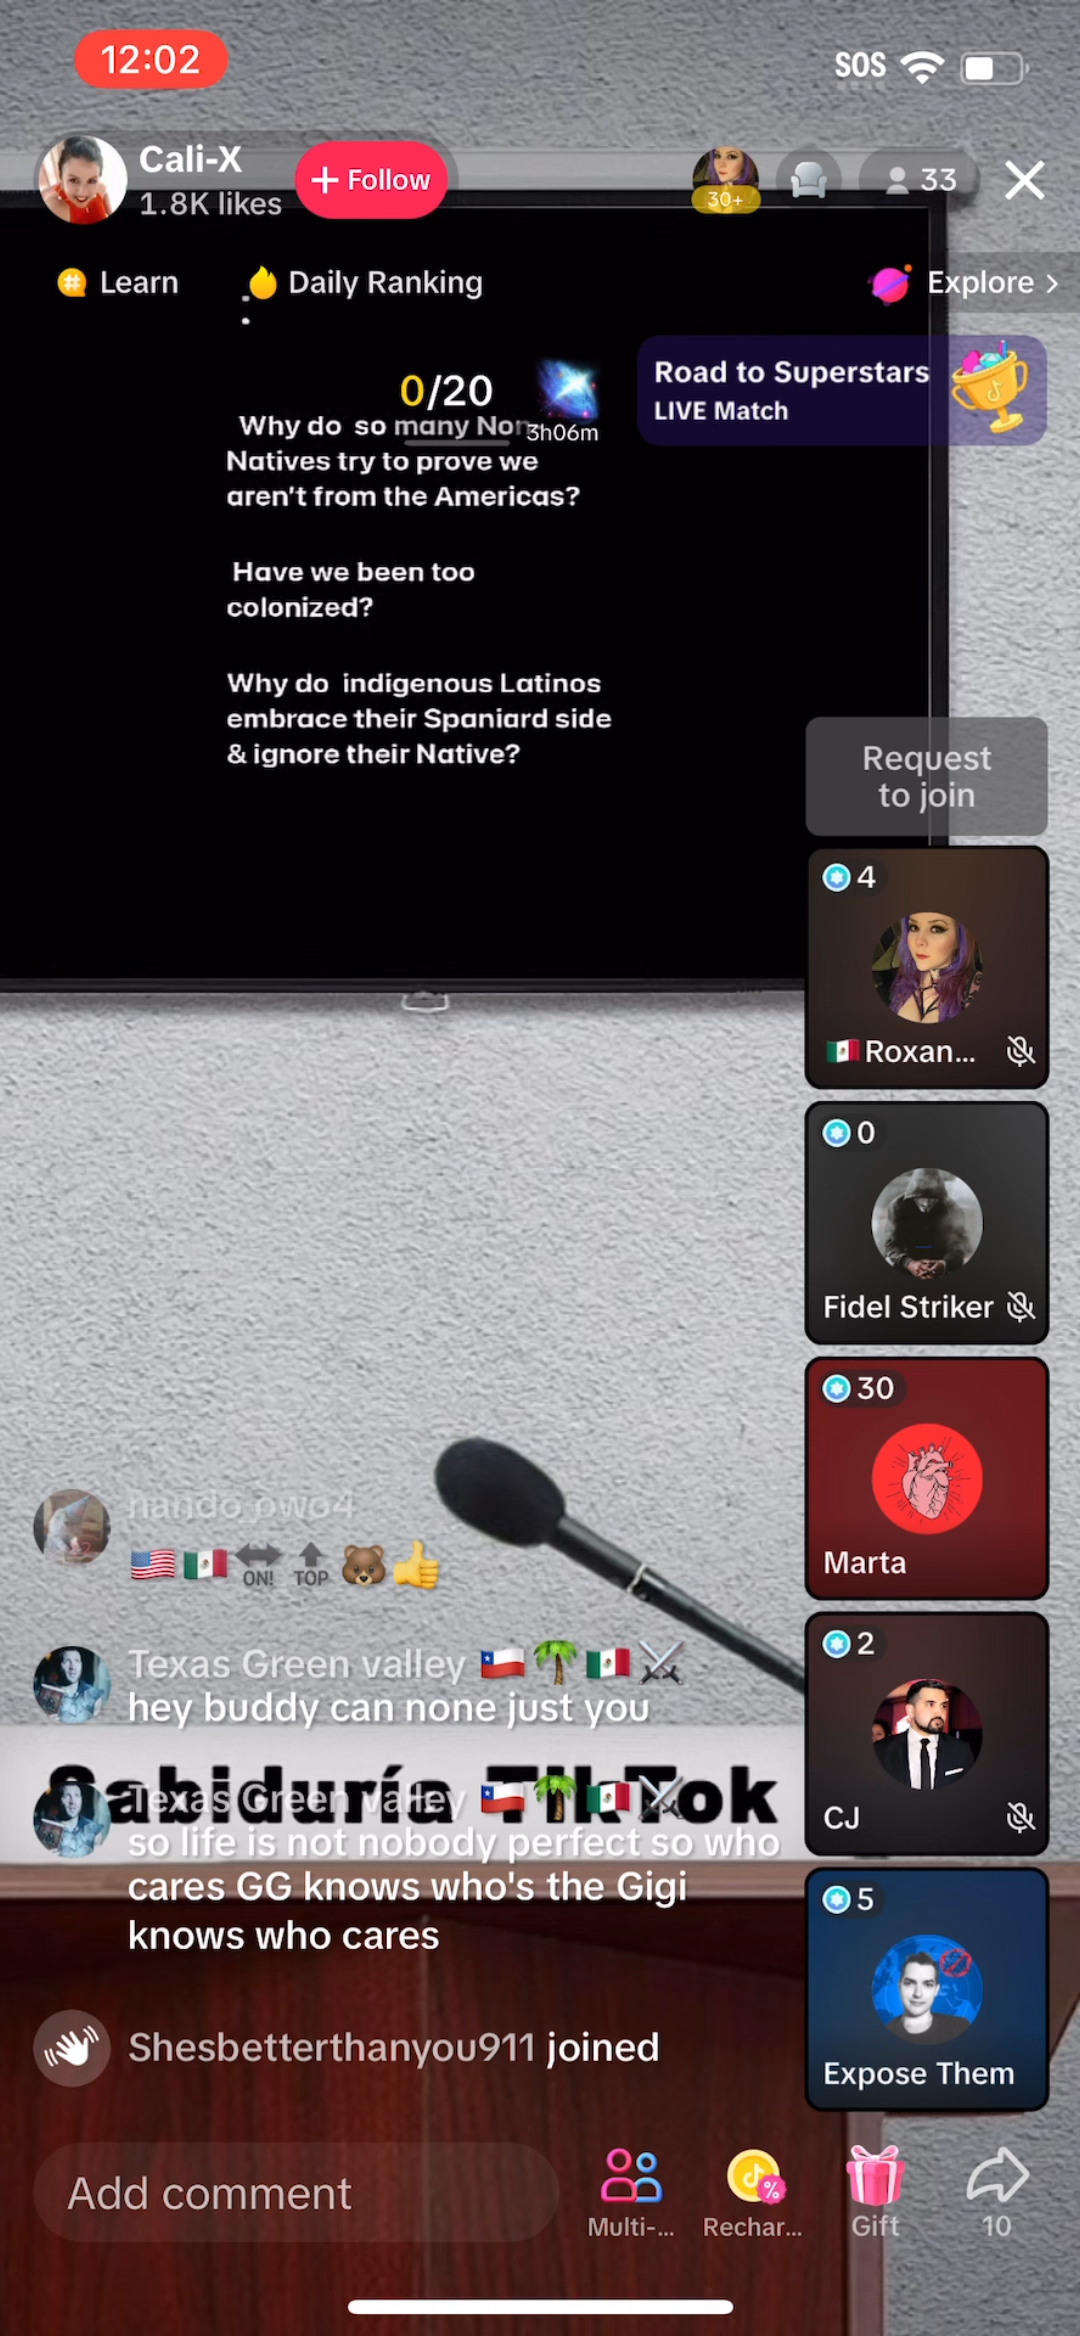 12:02
SOS
Cali-X
1.8K likes
+ Follow
30+
33
Learn
Daily Ranking
Explore >
0/20
3h06m
Road to Superstars
LIVE Match
Why do so many Non
Natives try to prove we
aren't from the Americas?
Have we been too
colonized?
Why do indigenous Latinos
embrace their Spaniard side
& ignore their Native?
Request
to join
4
Roxan...
0
Fidel Striker
30
Marta
2
CJ
5
Expose Them
ON! TOP
Texas Green valley
hey buddy can none just you
Sabiduría TikTok
Texas Green valley
so life is not nobody perfect so who
cares GG knows who's the Gigi
knows who cares
Shesbetterthanyou911 joined
Add comment
Multi-...
Rechar...
Gift
10